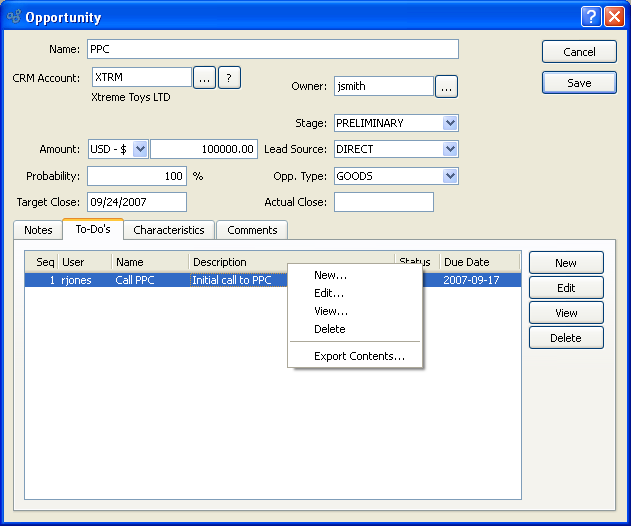 Opportunity
Name: PPC
Cancel
CRM Account: XTRM ... ?
Xtreme Toys LTD
Owner: jsmith ...
Save
Stage: PRELIMINARY
Amount: USD - $ 100000.00 Lead Source: DIRECT
Probability: 100 % Opp. Type: GOODS
Target Close: 09/24/2007 Actual Close:
Notes To-Do's Characteristics Comments
Seq User Name Description Status Due Date
1 rjones Call PPC Initial call to PPC 2007-09-17
New...
Edit...
View...
Delete
Export Contents...
New
Edit
View
Delete